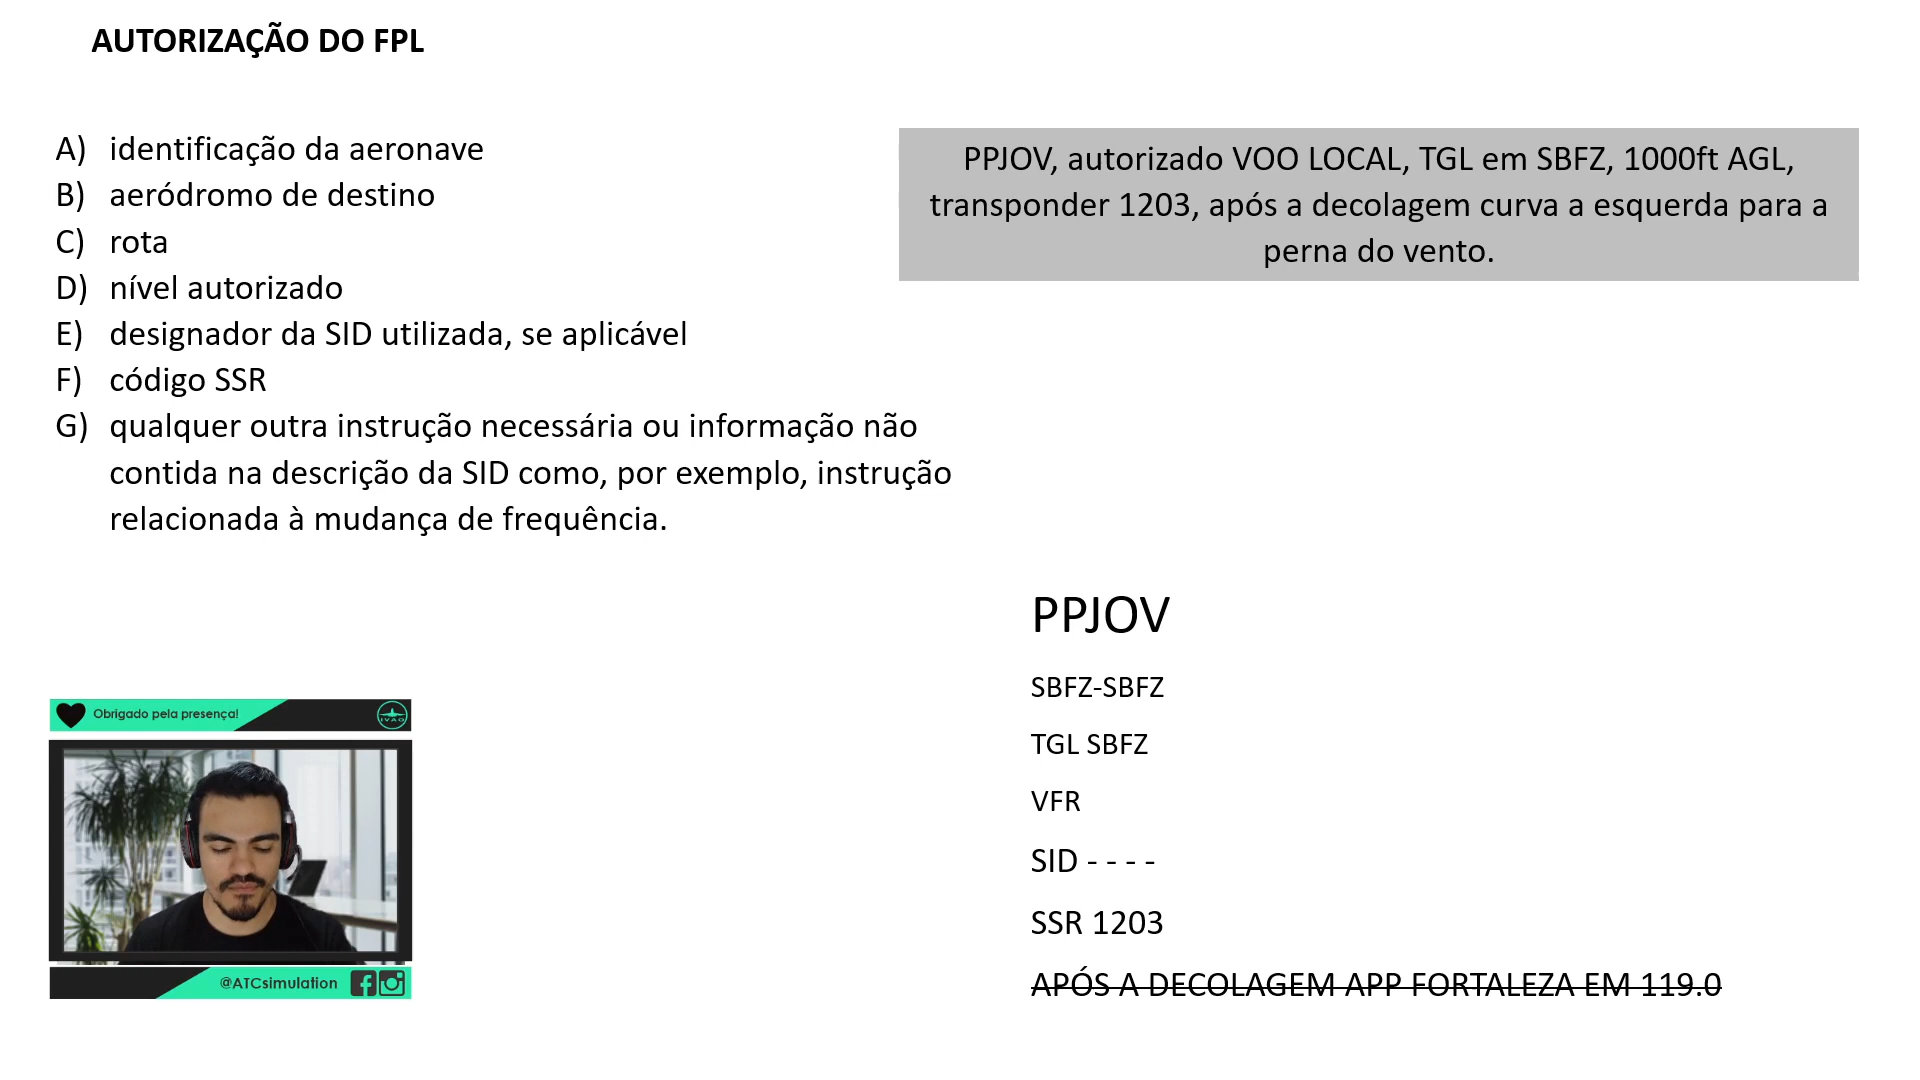 AUTORIZAÇÃO DO FPL
A) identificação da aeronave
B) aeródromo de destino
C) rota
D) nível autorizado
E) designador da SID utilizada, se aplicável
F) código SSR
G) qualquer outra instrução necessária ou informação não
contida na descrição da SID como, por exemplo, instrução
relacionada à mudança de frequência.
PPJOV, autorizado VOO LOCAL, TGL em SBFZ, 1000ft AGL,
transponder 1203, após a decolagem curva a esquerda para a
perna do vento.
PPJOV
SBFZ-SBFZ
TGL SBFZ
VFR
SID - - - -
SSR 1203
APÓS A DECOLAGEM APP FORTALEZA EM 119.0
Obrigado pela presença!
IVAO
@ATCsimulation